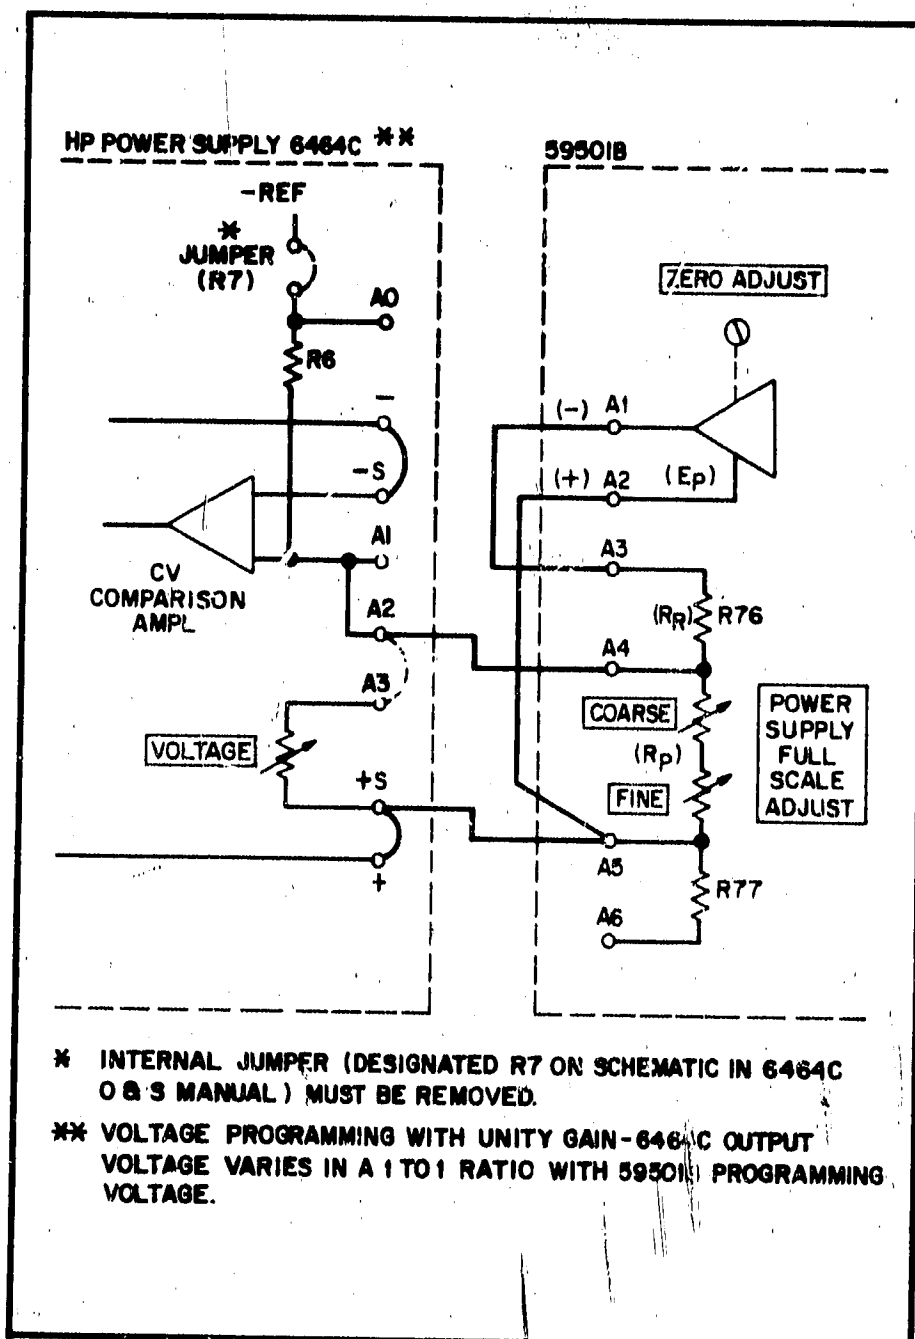 HP POWER SUPPLY 6464C **
59501B
-REF
*
JUMPER
(R7)
A0
R6
ZERO ADJUST
-
(-) A1
-S
(+) A2 (Ep)
A1
A3
CV
COMPARISON
AMPL
A2
(RR) R76
A4
A3
COARSE
POWER
SUPPLY
FULL
SCALE
ADJUST
VOLTAGE
(Rp)
+S
FINE
A5
+
R77
A6
* INTERNAL JUMPER (DESIGNATED R7 ON SCHEMATIC IN 6464C
O & S MANUAL) MUST BE REMOVED.
** VOLTAGE PROGRAMMING WITH UNITY GAIN-6464C OUTPUT
VOLTAGE VARIES IN A 1 TO 1 RATIO WITH 59501B PROGRAMMING
VOLTAGE.